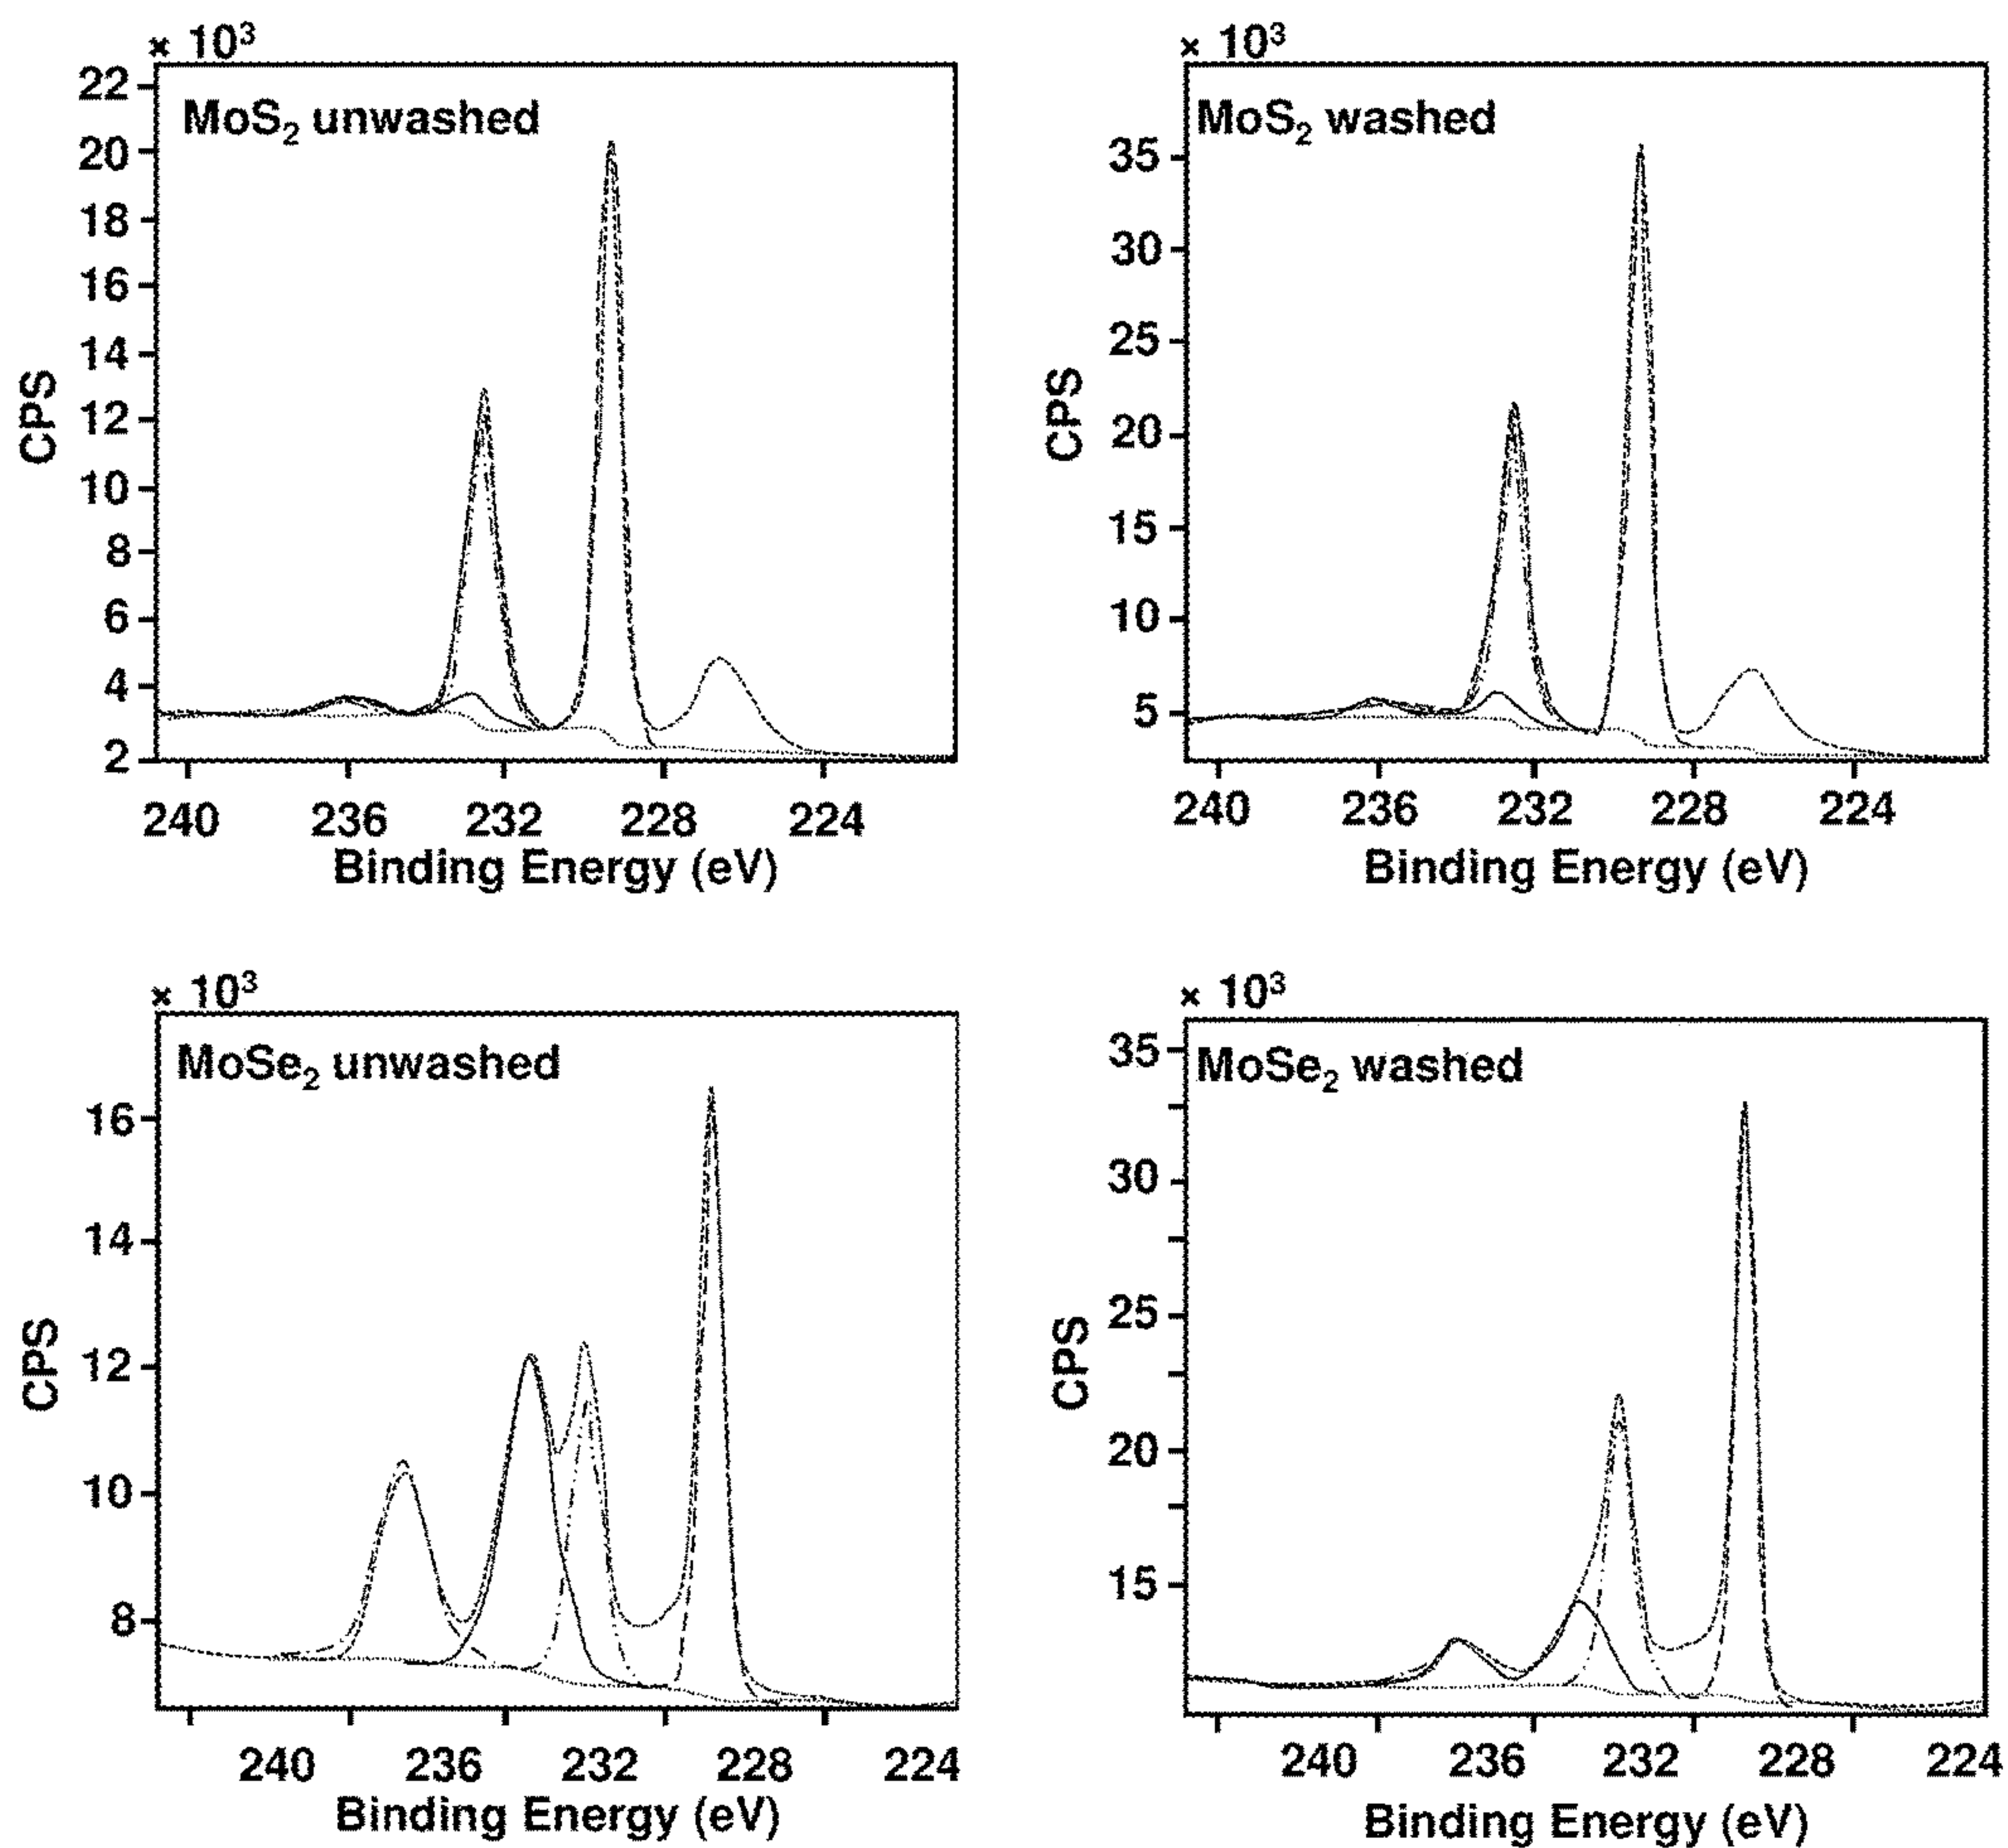 × 10³
MoS₂ unwashed
22
20
18
16
14
12
10
8
6
4
2
CPS
240 236 232 228 224
Binding Energy (eV)
× 10³
MoS₂ washed
35
30
25
20
15
10
5
CPS
240 236 232 228 224
Binding Energy (eV)
× 10³
MoSe₂ unwashed
16
14
12
10
8
CPS
240 236 232 228 224
Binding Energy (eV)
× 10³
MoSe₂ washed
35
30
25
20
15
CPS
240 236 232 228 224
Binding Energy (eV)